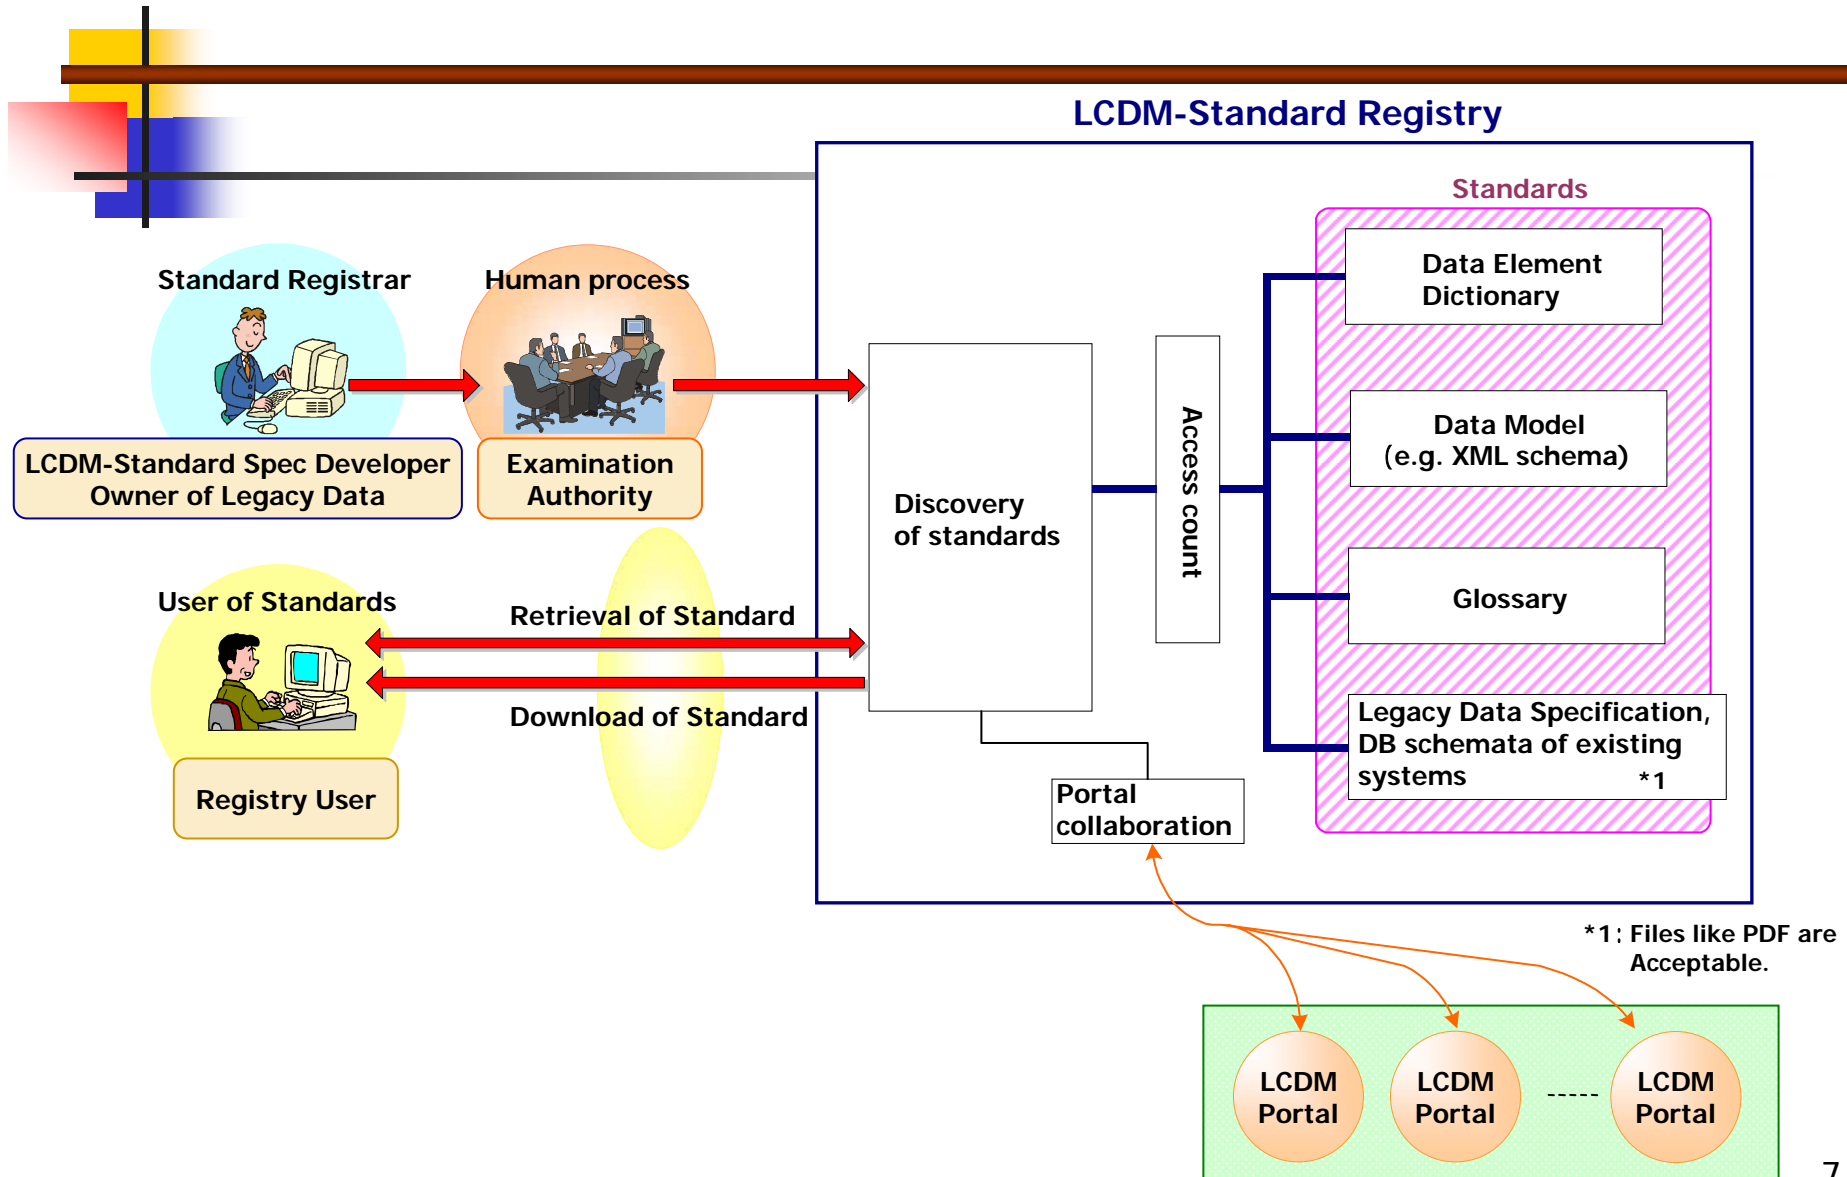 LCDM-Standard Registry
Standards
Standard Registrar
Human process
Data Element
Dictionary
Access count
Data Model
(e.g. XML schema)
LCDM-Standard Spec Developer
Owner of Legacy Data
Examination
Authority
Discovery
of standards
Glossary
User of Standards
Retrieval of Standard
Download of Standard
Legacy Data Specification,
DB schemata of existing
systems *1
Registry User
Portal
collaboration
*1: Files like PDF are
Acceptable.
LCDM
Portal
LCDM
Portal
-----
LCDM
Portal
7